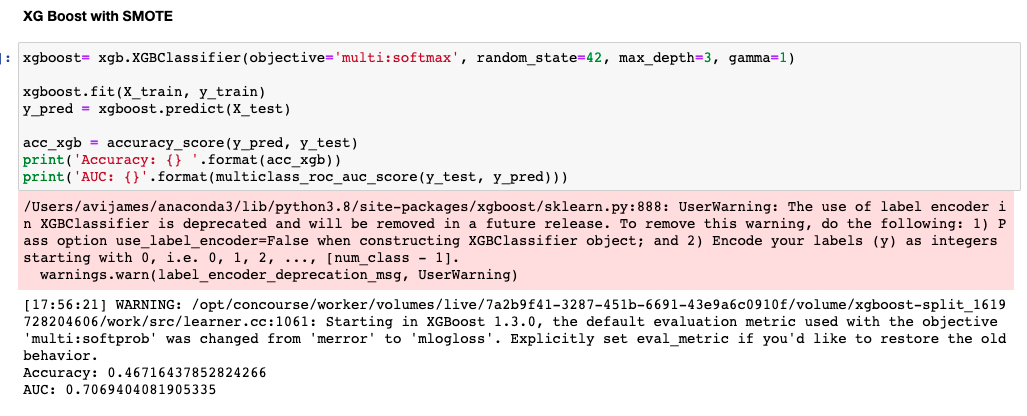 XG Boost with SMOTE
]: xgboost= xgb.XGBClassifier(objective='multi:softmax', random_state=42, max_depth=3, gamma=1)
xgboost.fit(X_train, y_train)
y_pred = xgboost.predict(X_test)
acc_xgb = accuracy_score(y_pred, y_test)
print('Accuracy: {} '.format(acc_xgb))
print('AUC: {}'.format(multiclass_roc_auc_score(y_test, y_pred)))
/Users/avijames/anaconda3/lib/python3.8/site-packages/xgboost/sklearn.py:888: UserWarning: The use of label encoder i
n XGBClassifier is deprecated and will be removed in a future release. To remove this warning, do the following: 1) P
ass option use_label_encoder=False when constructing XGBClassifier object; and 2) Encode your labels (y) as integers
starting with 0, i.e. 0, 1, 2, ..., [num_class - 1].
warnings.warn(label_encoder_deprecation_msg, UserWarning)
[17:56:21] WARNING: /opt/concourse/worker/volumes/live/7a2b9f41-3287-451b-6691-43e9a6c0910f/volume/xgboost-split_1619
728204606/work/src/learner.cc:1061: Starting in XGBoost 1.3.0, the default evaluation metric used with the objective
'multi:softprob' was changed from 'merror' to 'mlogloss'. Explicitly set eval_metric if you'd like to restore the old
behavior.
Accuracy: 0.46716437852824266
AUC: 0.7069404081905335